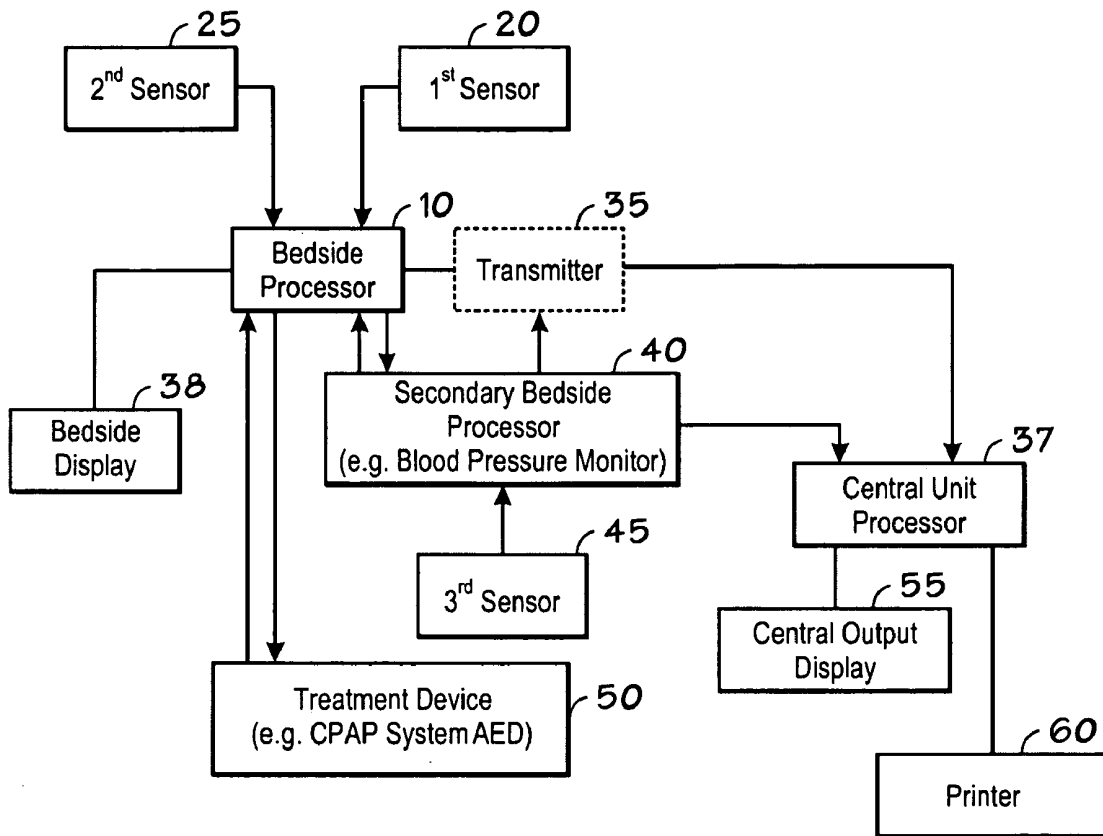 25
2nd Sensor
20
1st Sensor
10
Bedside
Processor
35
Transmitter
38
Bedside
Display
40
Secondary Bedside
Processor
(e.g. Blood Pressure Monitor)
37
Central Unit
Processor
45
3rd Sensor
55
Central Output
Display
50
Treatment Device
(e.g. CPAP System AED)
60
Printer